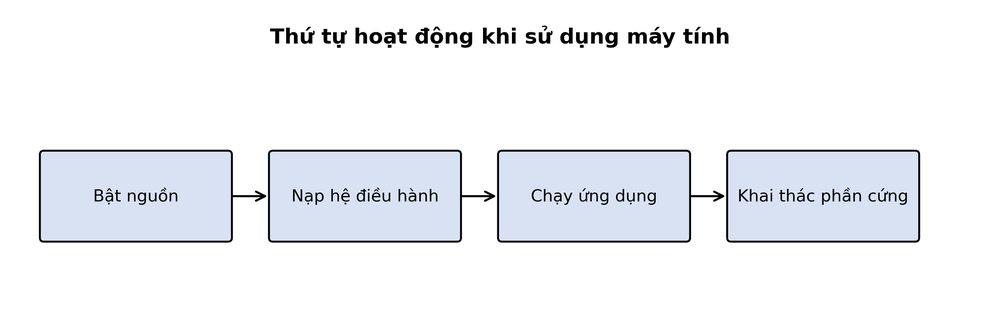 Thứ tự hoạt động khi sử dụng máy tính
Bật nguồn
Nạp hệ điều hành
Chạy ứng dụng
Khai thác phần cứng